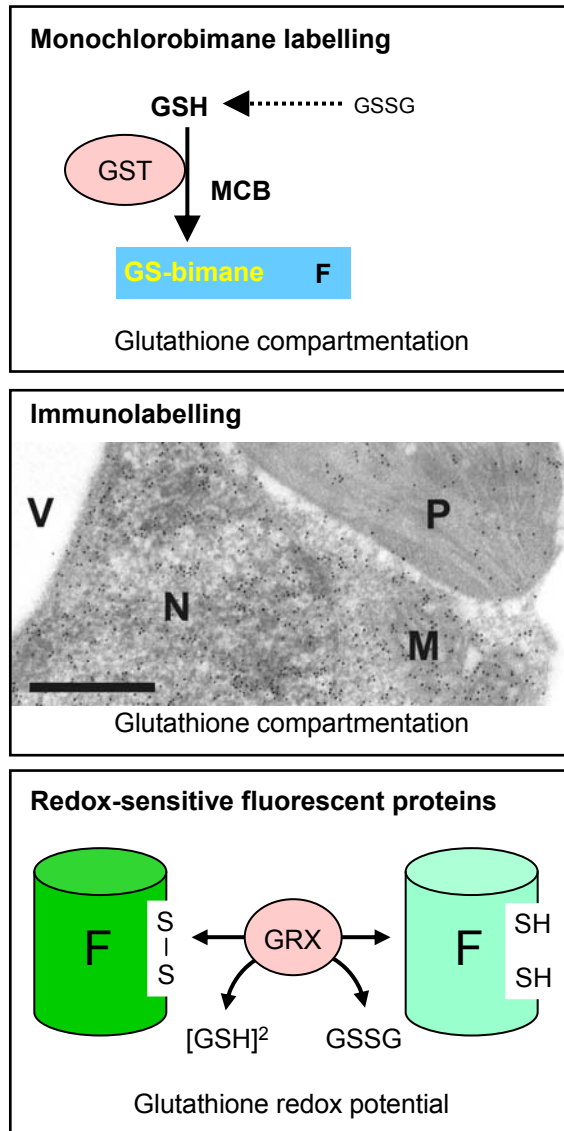 Monochlorobimane labelling
GSH GSSG
GST
MCB
GS-bimane F
Glutathione compartmentation
Immunolabelling
V P
N
M
Glutathione compartmentation
Redox-sensitive fluorescent proteins
F S
S GRX F SH
SH
[GSH]² GSSG
Glutathione redox potential